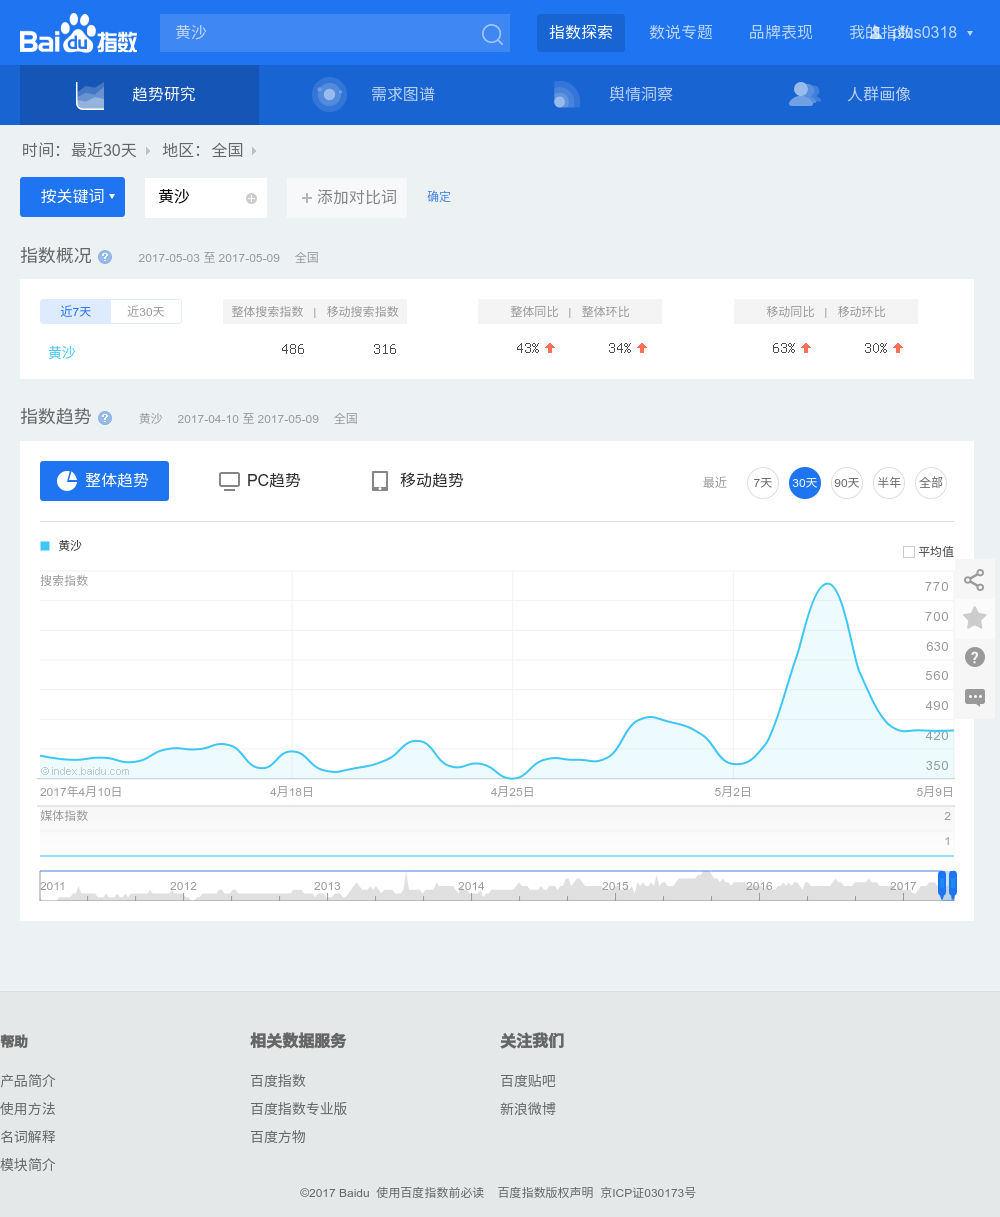 Bai du 指数 黄沙 指数探索 数说专题 品牌表现 我的指数 plus0318
趋势研究 需求图谱 舆情洞察 人群画像
时间: 最近30天 地区: 全国
按关键词 黄沙 +添加对比词 确定
指数概况 ? 2017-05-03 至 2017-05-09 全国
近7天 近30天 整体搜索指数 | 移动搜索指数 整体同比 | 整体环比 移动同比 | 移动环比
黄沙 486 316 43% 34% 63% 30%
指数趋势 ? 黄沙 2017-04-10 至 2017-05-09 全国
整体趋势 PC趋势 移动趋势 最近 7天 30天 90天 半年 全部
黄沙
平均值
搜索指数
770
700
630
560
490
420
350
©index.baidu.com
2017年4月10日 4月18日 4月25日 5月2日 5月9日
媒体指数 2
1
2011 2012 2013 2014 2015 2016 2017
帮助 相关数据服务 关注我们
产品简介 百度指数 百度贴吧
使用方法 百度指数专业版 新浪微博
名词解释 百度方物
模块简介
©2017 Baidu 使用百度指数前必读 百度指数版权声明 京ICP证030173号